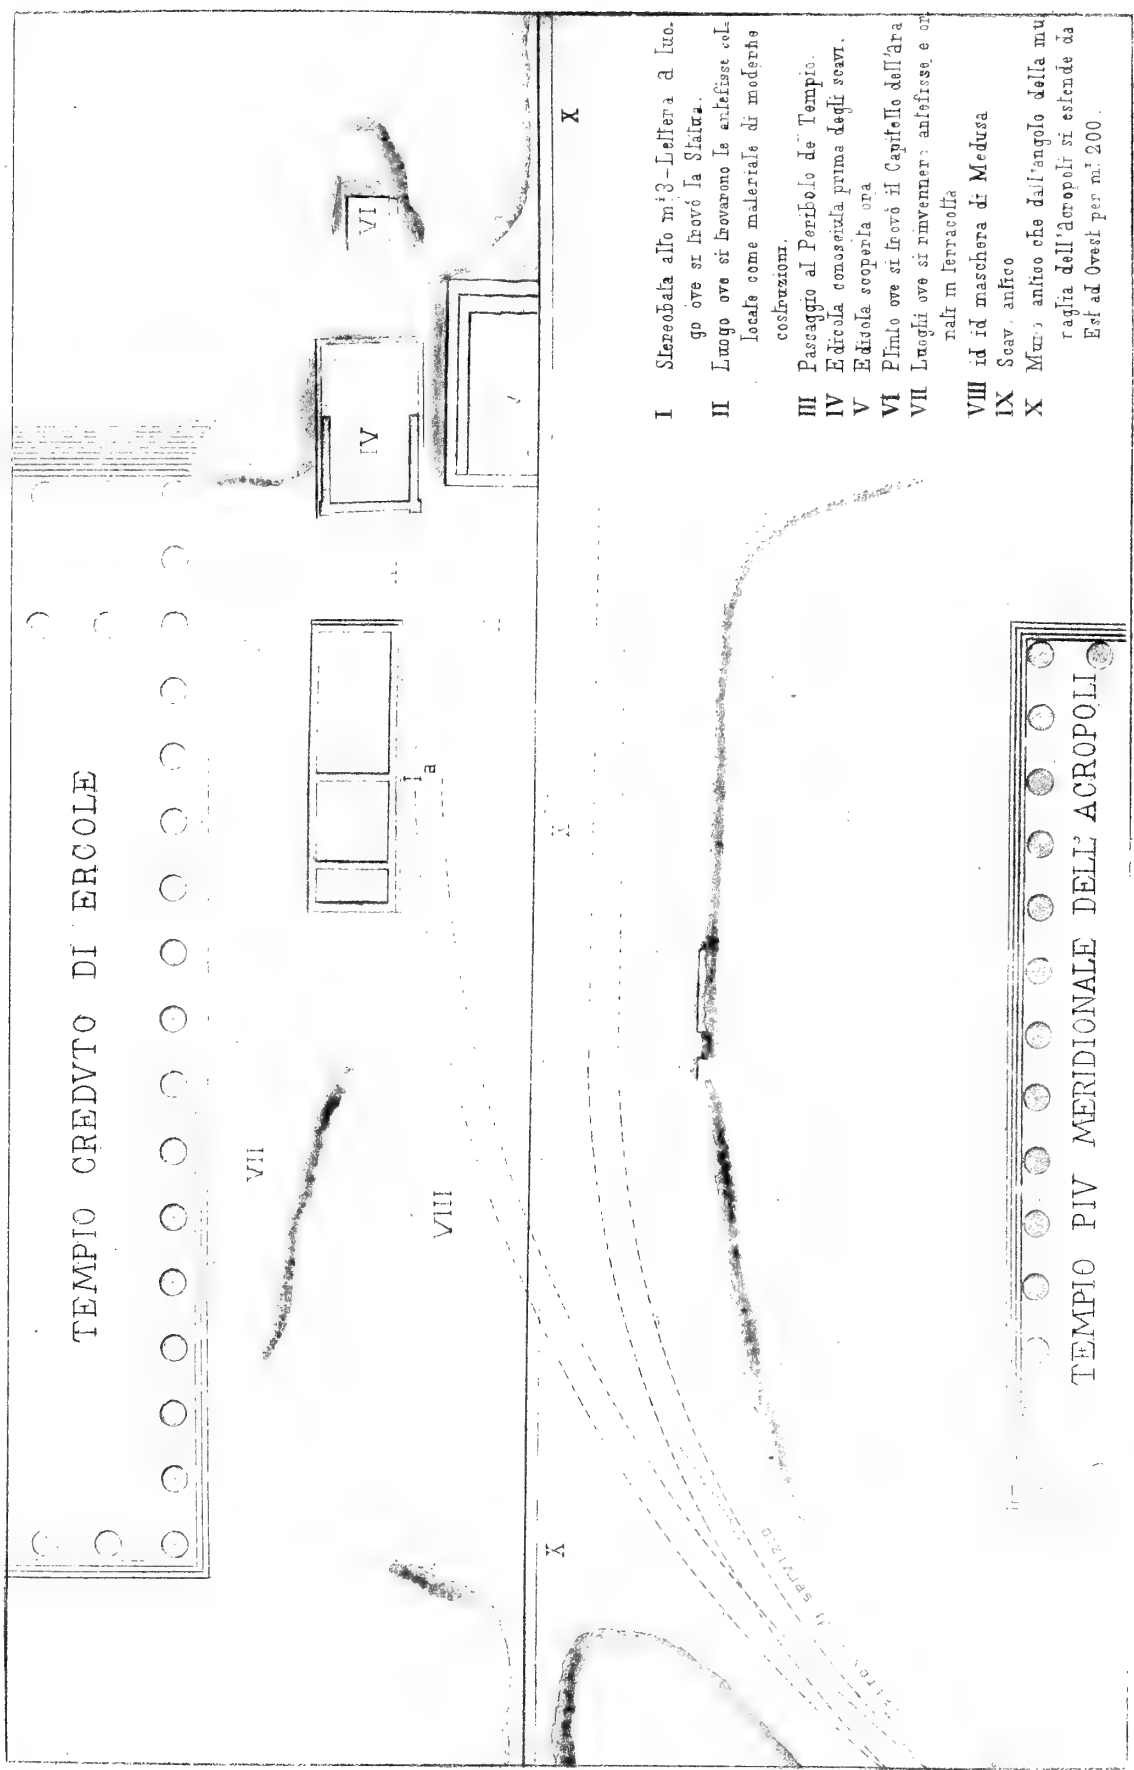 TEMPIO CREDVTO DI ERCOLE
VII
VIII
IV
VI
I a
X
X
X
TEMPIO PIV MERIDIONALE DELL' ACROPOLI
di servizio
I Stereobata alto m.i 3 - Lettera a luo-
go ove si trovò la Statua.
II Luogo ove si trovarono le antefisse col-
locate come materiale di moderne
costruzioni.
III Passaggio al Peribolo de Tempio.
IV Edicola conosciuta prima degli scavi.
V Edicola scoperta ora
VI Plinto ove si trovò il Capitello dell'ara
VII Luoghi ove si rinvennero antefisse e or
nati in terracotta
VIII id id maschera di Medusa
IX Scavo antico
X Muro antico che dall'angolo della mu
raglia dell'acropoli si estende da
Est ad Ovest per m.i 200.